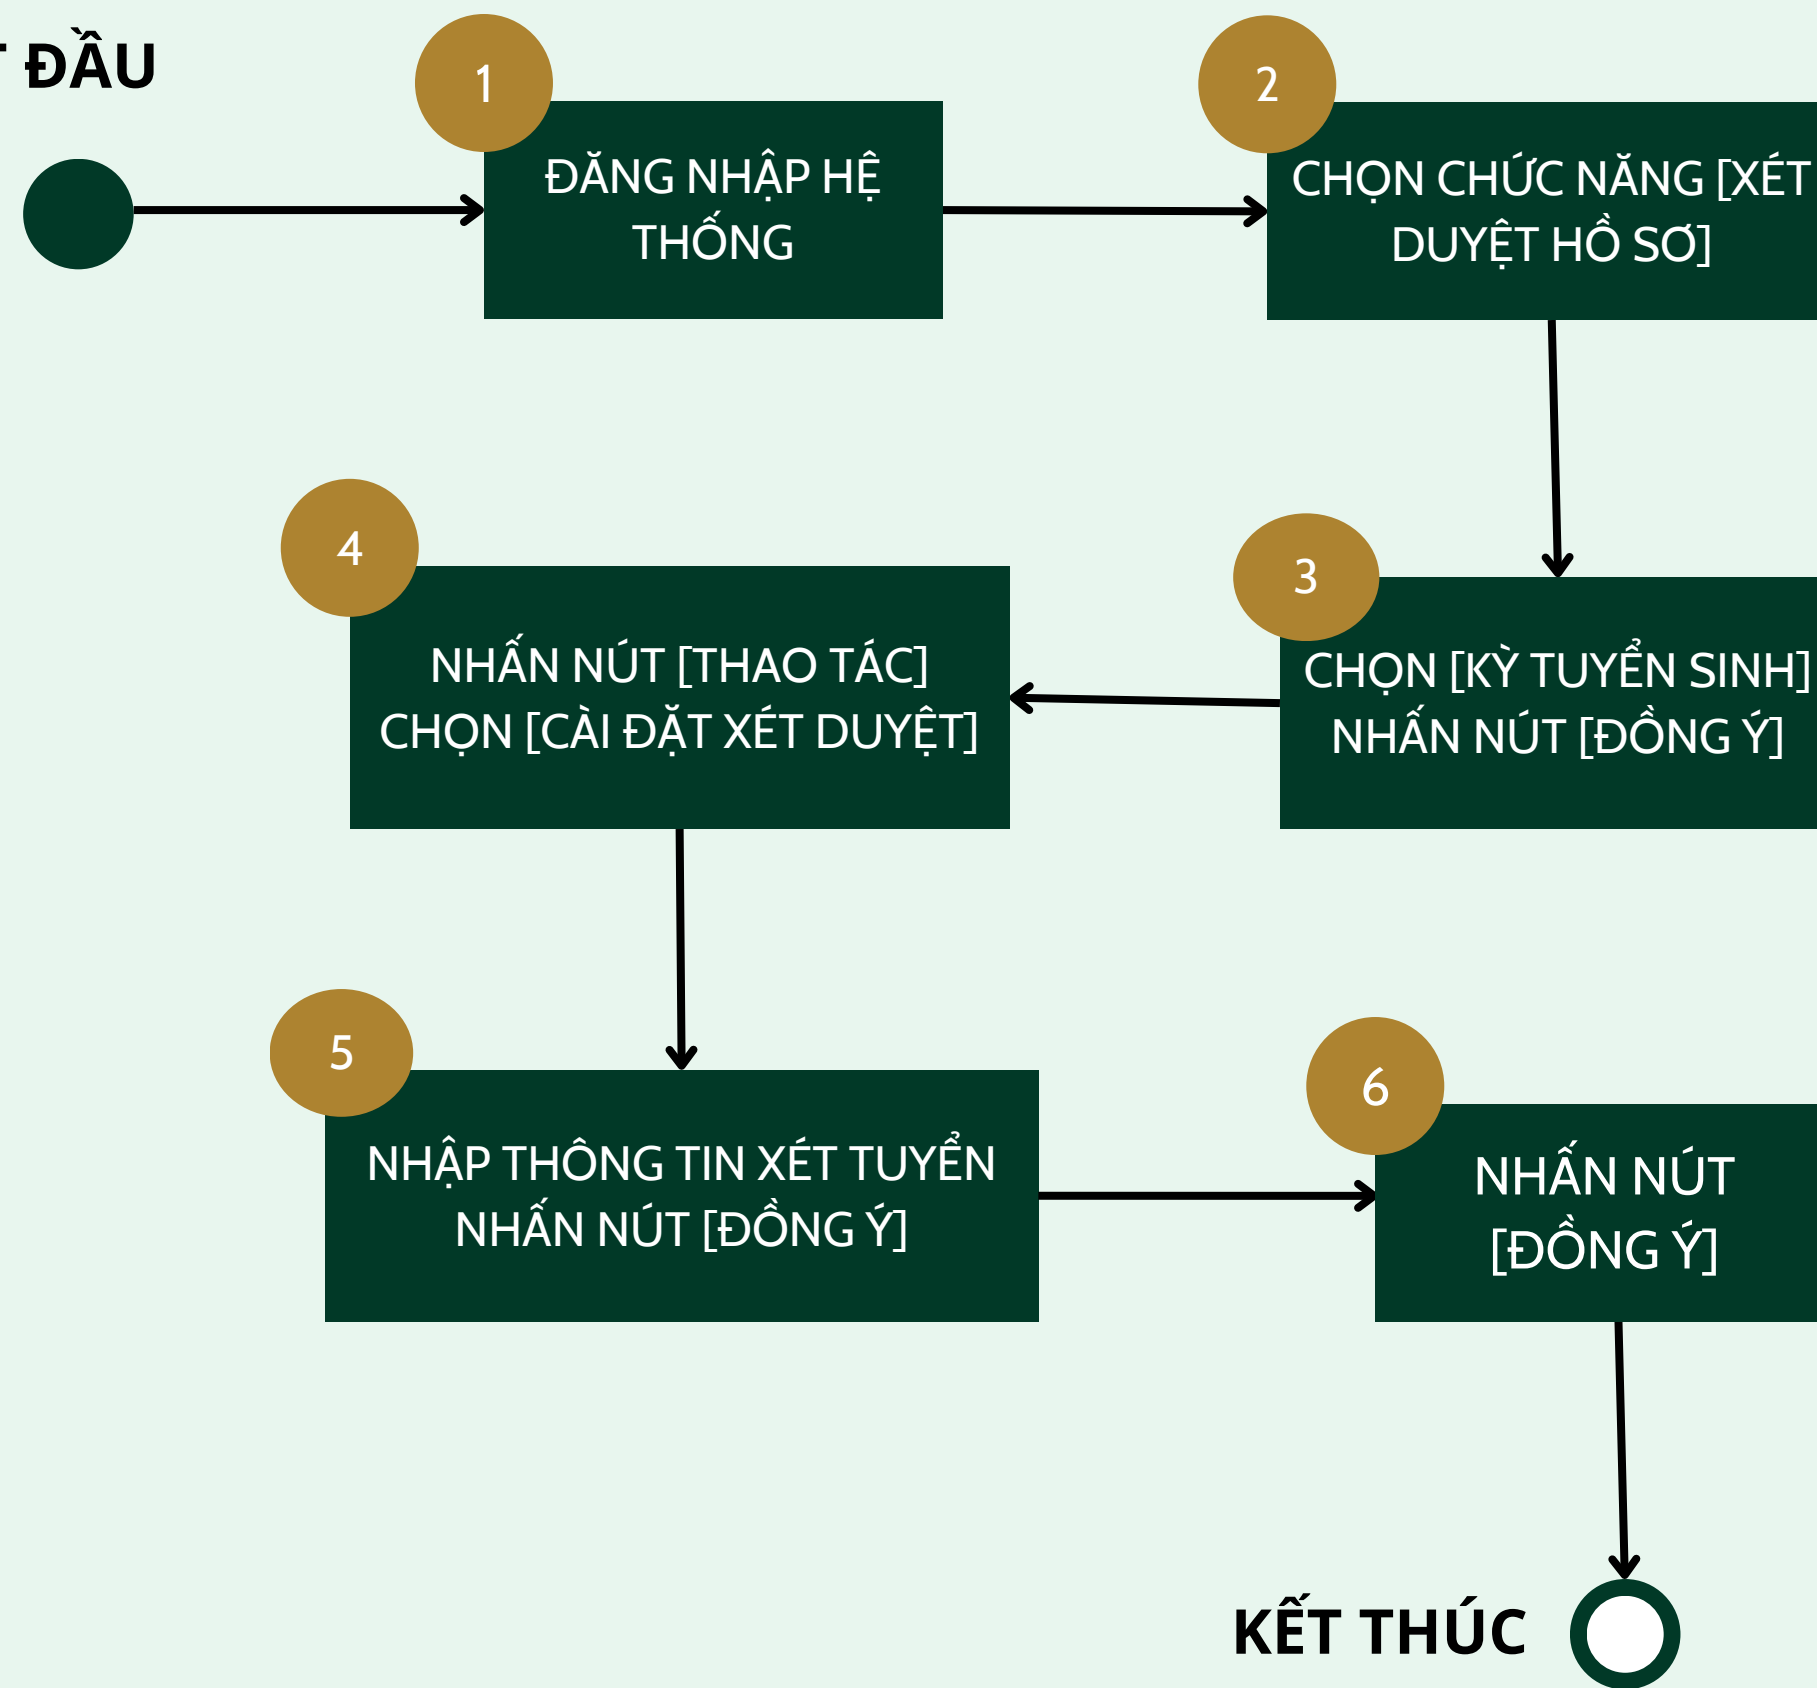 ĐẦU
1
ĐĂNG NHẬP HỆ
THỐNG
2
CHỌN CHỨC NĂNG [XÉT
DUYỆT HỒ SƠ]
3
CHỌN [KỲ TUYỂN SINH]
NHẤN NÚT [ĐỒNG Ý]
4
NHẤN NÚT [THAO TÁC]
CHỌN [CÀI ĐẶT XÉT DUYỆT]
5
NHẬP THÔNG TIN XÉT TUYỂN
NHẤN NÚT [ĐỒNG Ý]
6
NHẤN NÚT
[ĐỒNG Ý]
KẾT THÚC